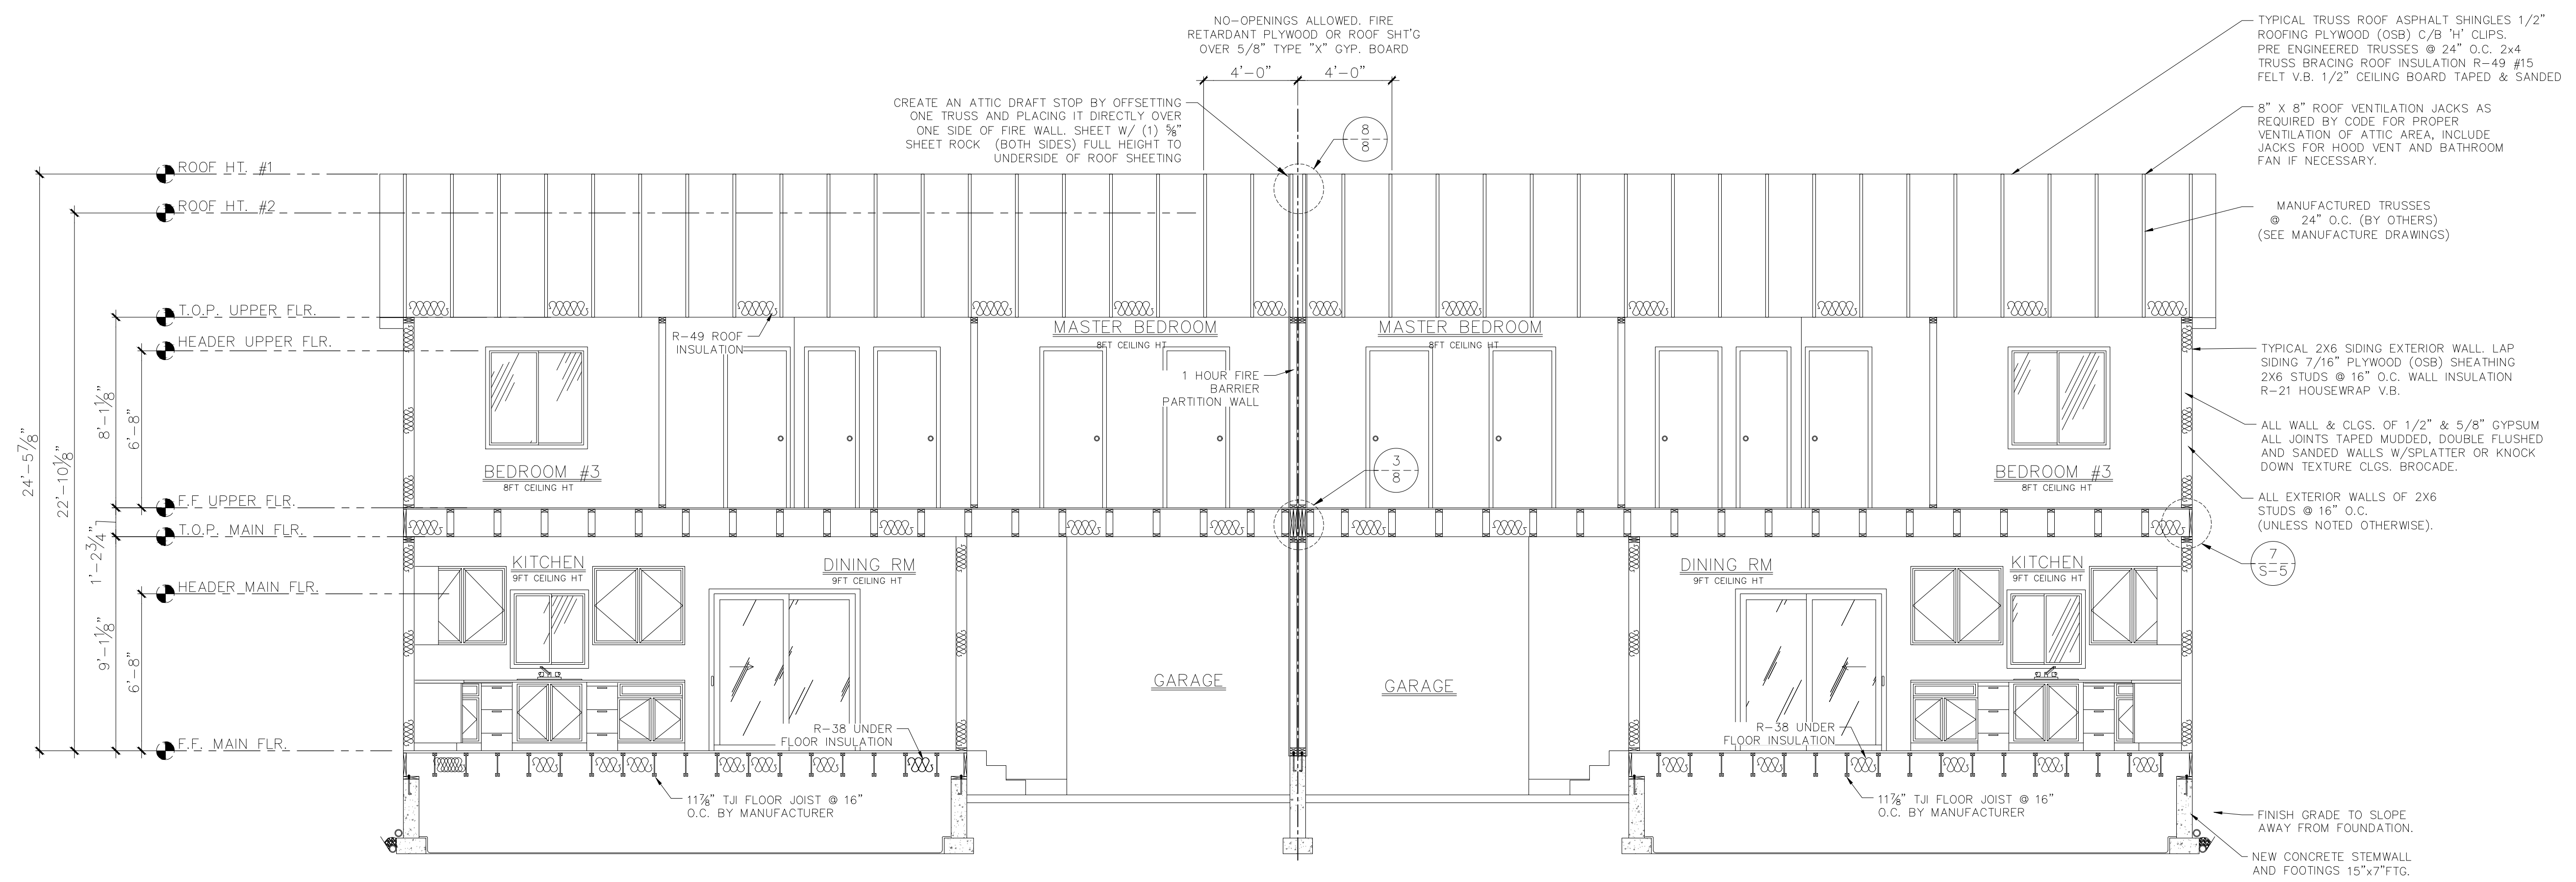 NO-OPENINGS ALLOWED. FIRE
RETARDANT PLYWOOD OR ROOF SHT'G
OVER 5/8" TYPE "X" GYP. BOARD
4'-0"
4'-0"
CREATE AN ATTIC DRAFT STOP BY OFFSETTING
ONE TRUSS AND PLACING IT DIRECTLY OVER
ONE SIDE OF FIRE WALL. SHEET W/ (1) ⅝"
SHEET ROCK (BOTH SIDES) FULL HEIGHT TO
UNDERSIDE OF ROOF SHEETING
8
8
TYPICAL TRUSS ROOF ASPHALT SHINGLES 1/2"
ROOFING PLYWOOD (OSB) C/B 'H' CLIPS.
PRE ENGINEERED TRUSSES @ 24" O.C. 2x4
TRUSS BRACING ROOF INSULATION R-49 #15
FELT V.B. 1/2" CEILING BOARD TAPED & SANDED
8" X 8" ROOF VENTILATION JACKS AS
REQUIRED BY CODE FOR PROPER
VENTILATION OF ATTIC AREA, INCLUDE
JACKS FOR HOOD VENT AND BATHROOM
FAN IF NECESSARY.
MANUFACTURED TRUSSES
@ 24" O.C. (BY OTHERS)
(SEE MANUFACTURE DRAWINGS)
ROOF HT. #1
ROOF HT. #2
T.O.P. UPPER FLR.
HEADER UPPER FLR.
F.F. UPPER FLR.
T.O.P. MAIN FLR.
HEADER MAIN FLR.
F.F. MAIN FLR.
24'-5⅞"
22'-10⅛"
8'-1⅛"
6'-8"
1'-2¾"
9'-1⅛"
6'-8"
R-49 ROOF
INSULATION
MASTER BEDROOM
8FT CEILING HT
MASTER BEDROOM
8FT CEILING HT
1 HOUR FIRE
BARRIER
PARTITION WALL
BEDROOM #3
8FT CEILING HT
BEDROOM #3
8FT CEILING HT
3
8
TYPICAL 2X6 SIDING EXTERIOR WALL. LAP
SIDING 7/16" PLYWOOD (OSB) SHEATHING
2X6 STUDS @ 16" O.C. WALL INSULATION
R-21 HOUSEWRAP V.B.
ALL WALL & CLGS. OF 1/2" & 5/8" GYPSUM
ALL JOINTS TAPED MUDDED, DOUBLE FLUSHED
AND SANDED WALLS W/SPLATTER OR KNOCK
DOWN TEXTURE CLGS. BROCADE.
ALL EXTERIOR WALLS OF 2X6
STUDS @ 16" O.C.
(UNLESS NOTED OTHERWISE).
7
S-5
KITCHEN
9FT CEILING HT
DINING RM
9FT CEILING HT
DINING RM
9FT CEILING HT
KITCHEN
9FT CEILING HT
GARAGE
GARAGE
R-38 UNDER
FLOOR INSULATION
R-38 UNDER
FLOOR INSULATION
11⅞" TJI FLOOR JOIST @ 16"
O.C. BY MANUFACTURER
11⅞" TJI FLOOR JOIST @ 16"
O.C. BY MANUFACTURER
FINISH GRADE TO SLOPE
AWAY FROM FOUNDATION.
NEW CONCRETE STEMWALL
AND FOOTINGS 15"x7"FTG.